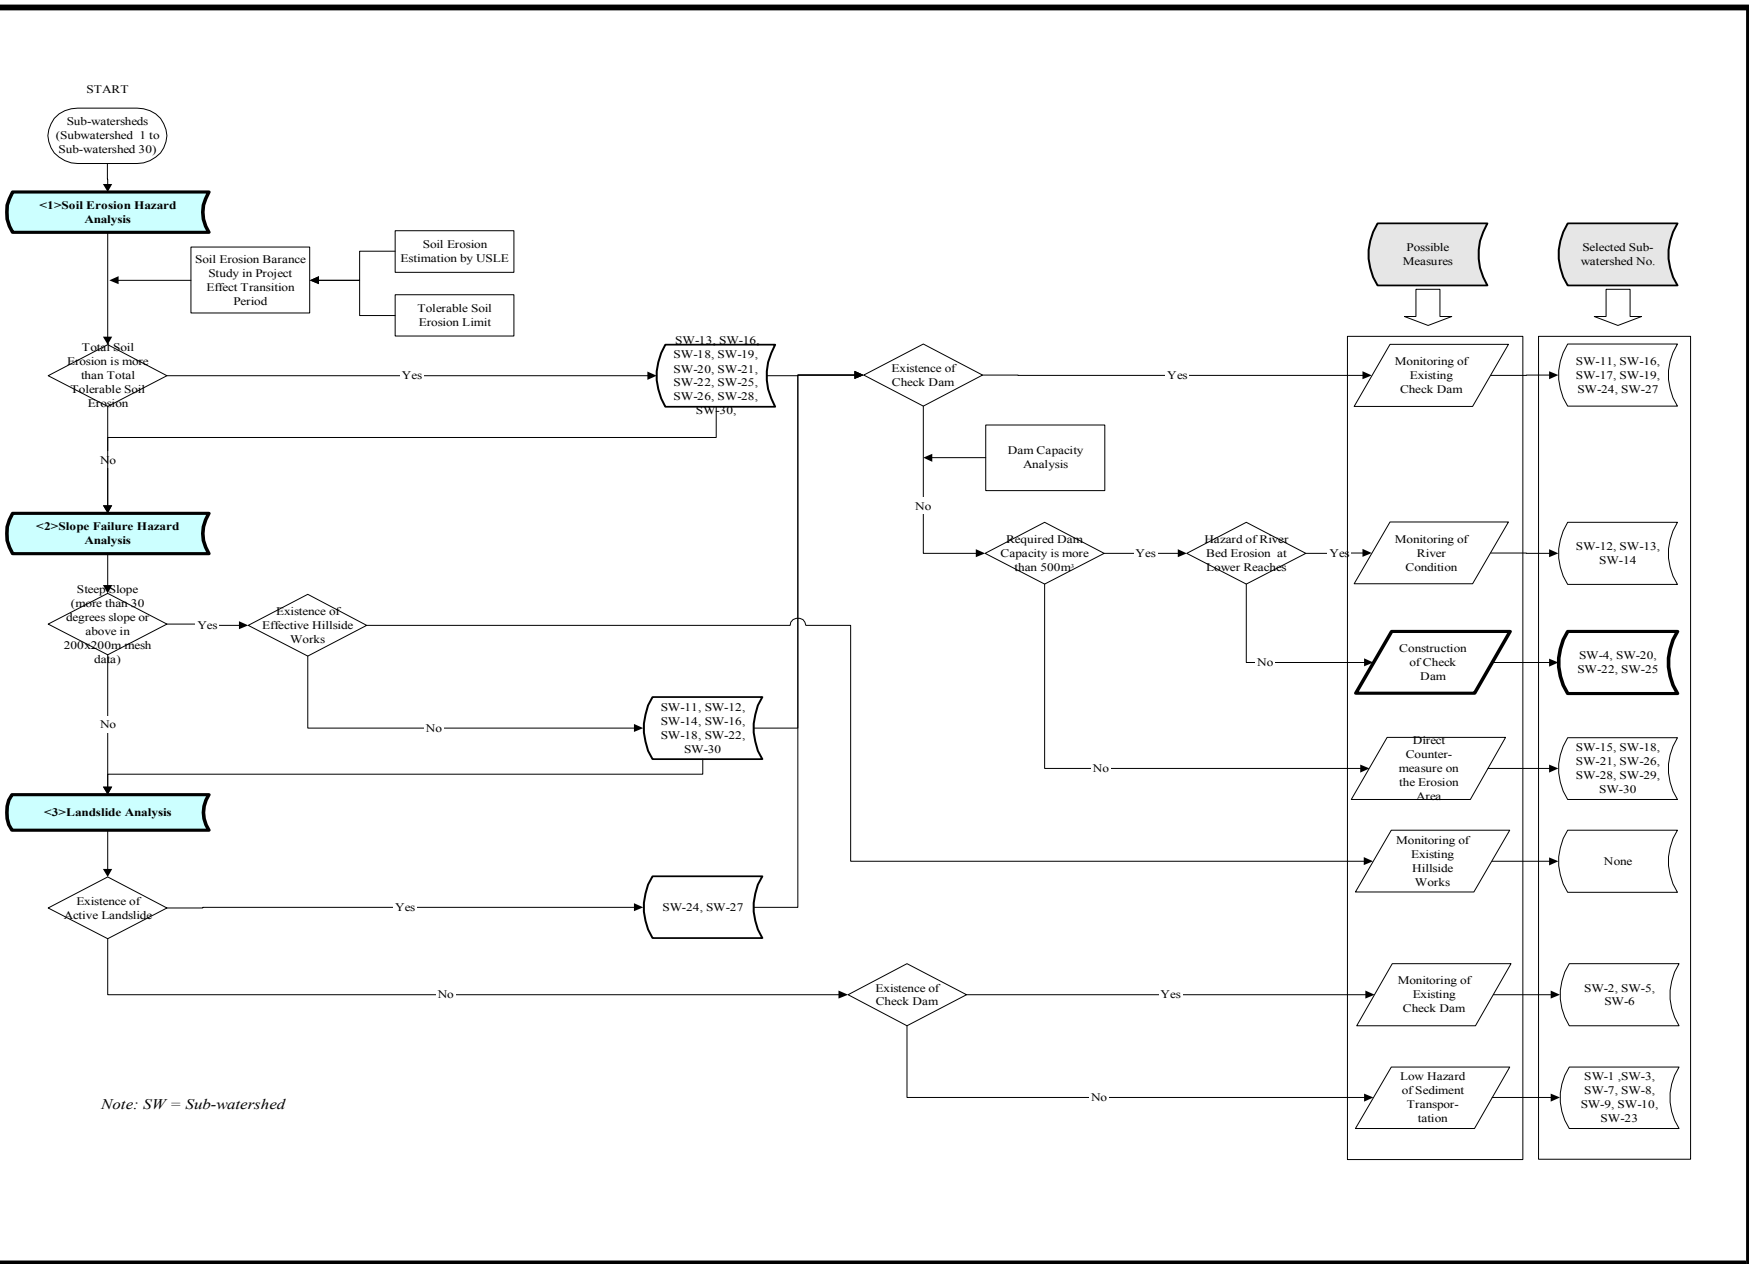 START
Sub-watersheds
(Subwatershed 1 to
Sub-watershed 30)
<1>Soil Erosion Hazard
Analysis
Soil Erosion Barance
Study in Project
Effect Transition
Period
Soil Erosion
Estimation by USLE
Tolerable Soil
Erosion Limit
Possible
Measures
Selected Sub-
watershed No.
Total Soil
Erosion is more
than Total
Tolerable Soil
Erosion
Yes
SW-13, SW-16,
SW-18, SW-19,
SW-20, SW-21,
SW-22, SW-25,
SW-26, SW-28,
SW-30,
Existence of
Check Dam
Yes
Monitoring of
Existing
Check Dam
SW-11, SW-16,
SW-17, SW-19,
SW-24, SW-27
No
Dam Capacity
Analysis
No
<2>Slope Failure Hazard
Analysis
Required Dam
Capacity is more
than 500m³
Yes
Hazard of River
Bed Erosion at
Lower Reaches
Yes
Monitoring of
River
Condition
SW-12, SW-13,
SW-14
Steep Slope
(more than 30
degrees slope or
above in
200x200m mesh
data)
Yes
Existence of
Effective Hillside
Works
No
Construction
of Check
Dam
SW-4, SW-20,
SW-22, SW-25
No
No
SW-11, SW-12,
SW-14, SW-16,
SW-18, SW-22,
SW-30
No
Direct
Counter-
measure on
the Erosion
Area
SW-15, SW-18,
SW-21, SW-26,
SW-28, SW-29,
SW-30
<3>Landslide Analysis
Monitoring of
Existing
Hillside
Works
None
Existence of
Active Landslide
Yes
SW-24, SW-27
No
Existence of
Check Dam
Yes
Monitoring of
Existing
Check Dam
SW-2, SW-5,
SW-6
No
Low Hazard
of Sediment
Transpor-
tation
SW-1 ,SW-3,
SW-7, SW-8,
SW-9, SW-10,
SW-23
Note: SW = Sub-watershed